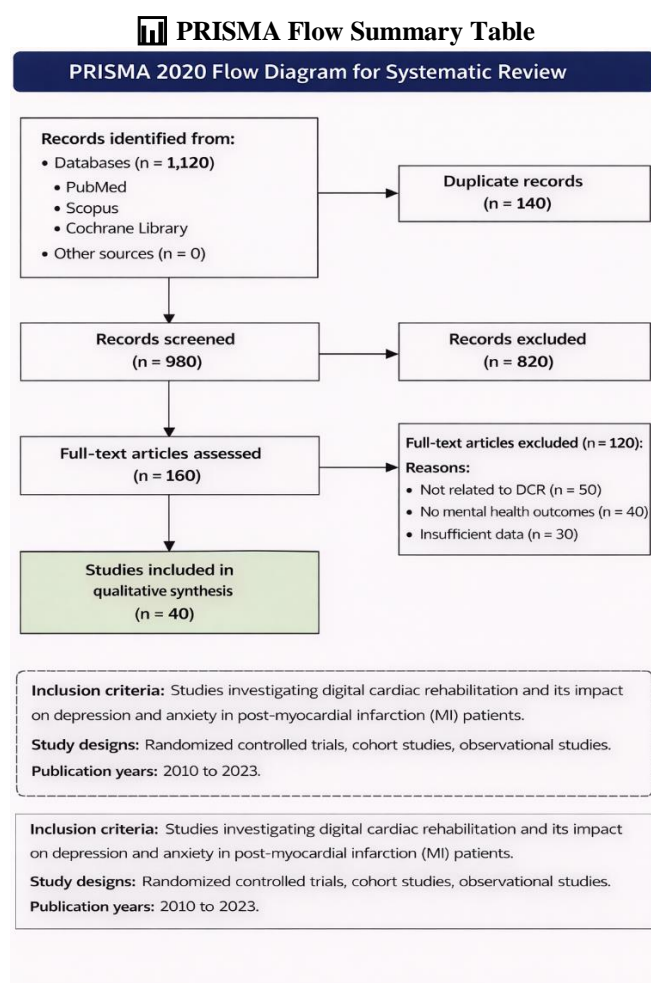 PRISMA Flow Summary Table
PRISMA 2020 Flow Diagram for Systematic Review
Records identified from:
• Databases (n = 1,120)
• PubMed
• Scopus
• Cochrane Library
• Other sources (n = 0)
Duplicate records
(n = 140)
Records screened
(n = 980)
Records excluded
(n = 820)
Full-text articles assessed
(n = 160)
Full-text articles excluded (n = 120):
Reasons:
• Not related to DCR (n = 50)
• No mental health outcomes (n = 40)
• Insufficient data (n = 30)
Studies included in
qualitative synthesis
(n = 40)
Inclusion criteria: Studies investigating digital cardiac rehabilitation and its impact
on depression and anxiety in post-myocardial infarction (MI) patients.
Study designs: Randomized controlled trials, cohort studies, observational studies.
Publication years: 2010 to 2023.
Inclusion criteria: Studies investigating digital cardiac rehabilitation and its impact
on depression and anxiety in post-myocardial infarction (MI) patients.
Study designs: Randomized controlled trials, cohort studies, observational studies.
Publication years: 2010 to 2023.